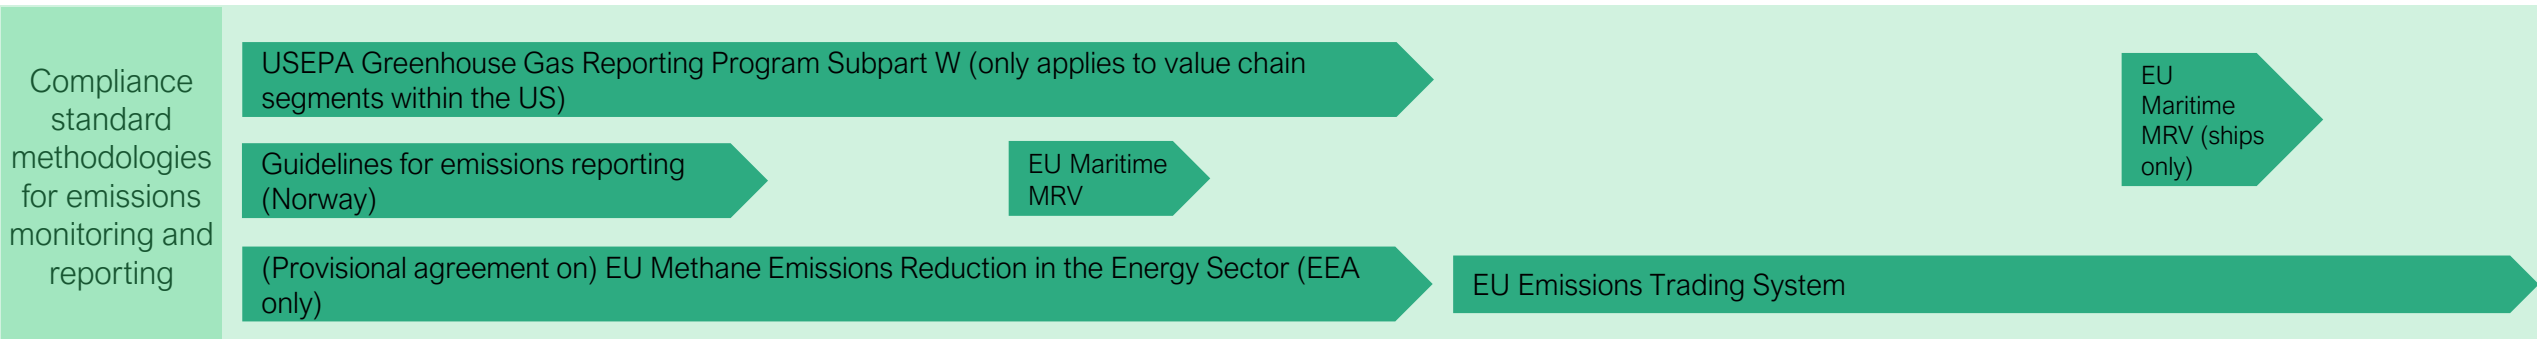 Compliance
standard
methodologies
for emissions
monitoring and
reporting
USEPA Greenhouse Gas Reporting Program Subpart W (only applies to value chain
segments within the US)
EU
Maritime
MRV (ships
only)
Guidelines for emissions reporting
(Norway)
EU Maritime
MRV
(Provisional agreement on) EU Methane Emissions Reduction in the Energy Sector (EEA
only)
EU Emissions Trading System